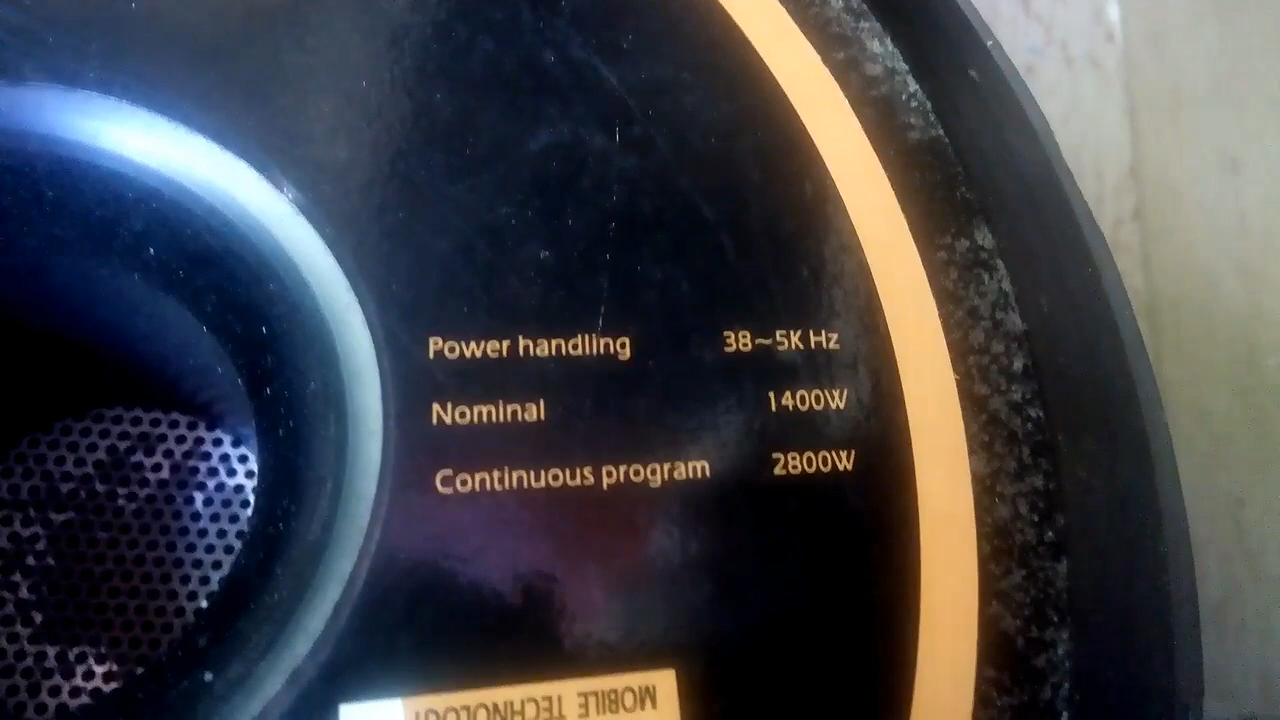 Power handling 38~5K Hz
Nominal 1400W
Continuous program 2800W
MOBILE TECHNOLOGY